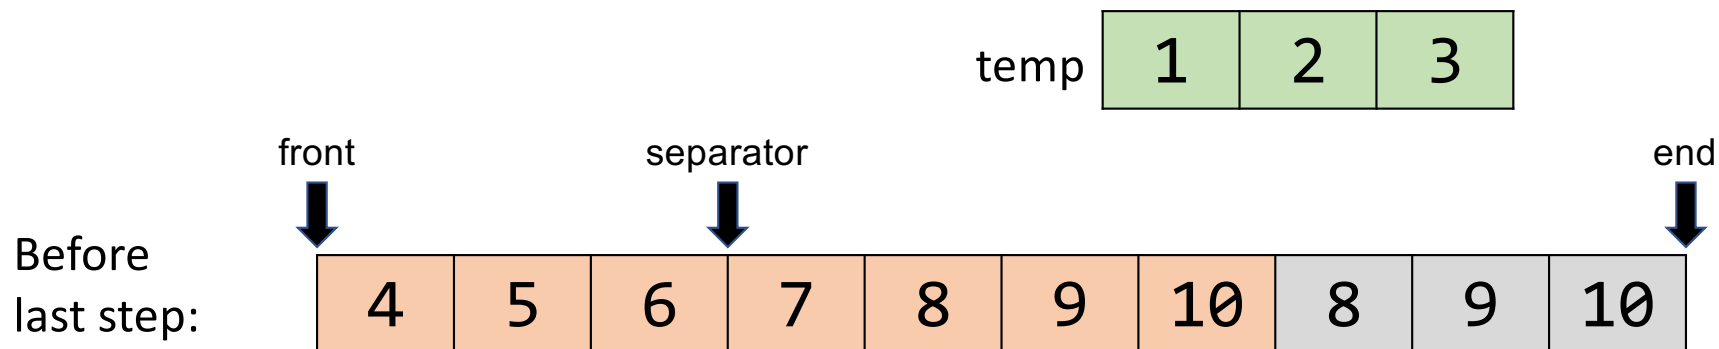 temp 1 2 3
front separator end
Before
last step:
4 5 6 7 8 9 10 8 9 10